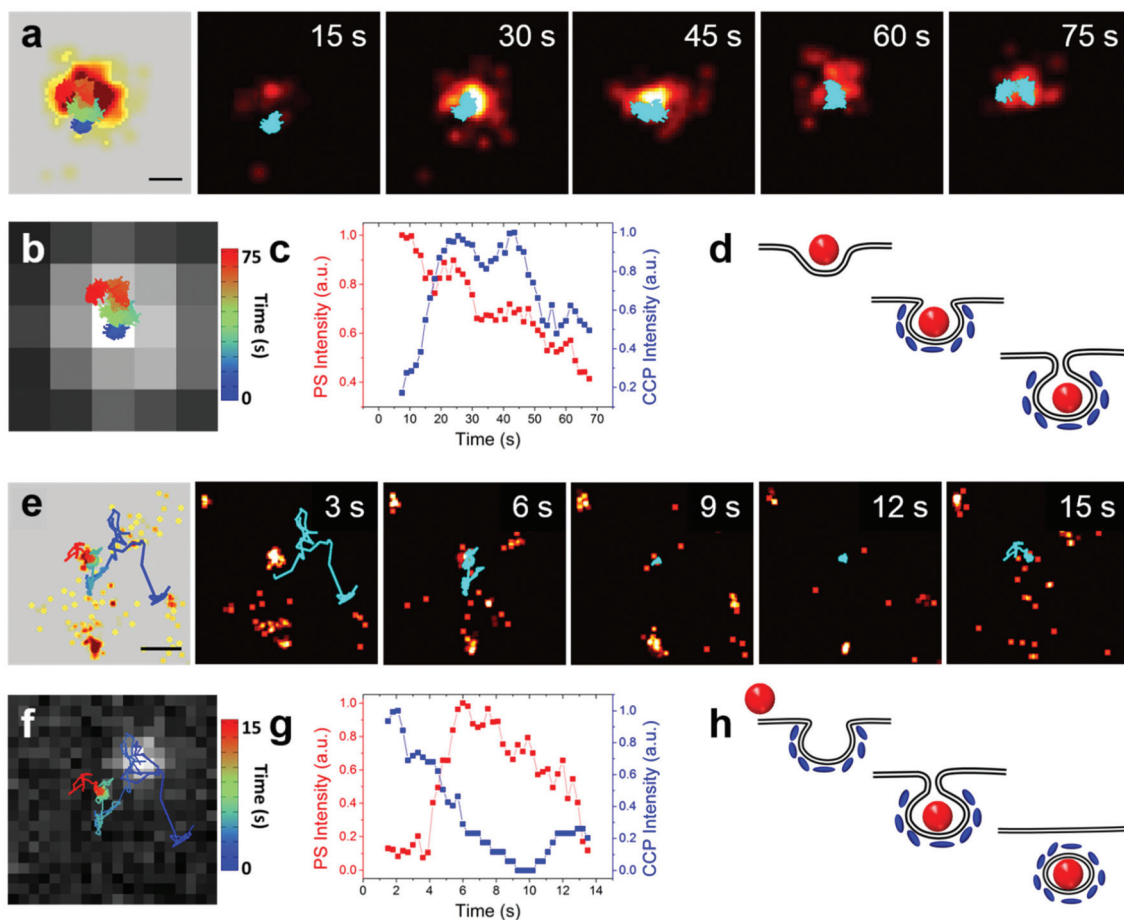 a
15 s
30 s
45 s
60 s
75 s
b
75
Time (s)
0
c
1.0
0.8
0.6
0.4
PS Intensity (a.u.)
1.0
0.8
0.6
0.4
0.2
CCP Intensity (a.u.)
0 10 20 30 40 50 60 70
Time (s)
d
e
3 s
6 s
9 s
12 s
15 s
f
15
Time (s)
0
g
1.0
0.8
0.6
0.4
0.2
0.0
PS Intensity (a.u.)
1.0
0.8
0.6
0.4
0.2
0.0
CCP Intensity (a.u.)
0 2 4 6 8 10 12 14
Time (s)
h